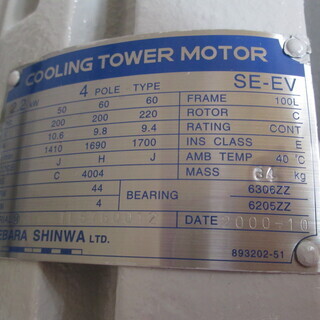 COOLING TOWER MOTOR
4 POLE - TYPE SE-EV
50 60 60 FRAME 100L
200 200 220 ROTOR C
10.6 9.8 9.4 RATING CONT
1410 1690 1700 INS CLASS E
J H J AMB TEMP 40 °C
C 4004 MASS 34 kg
44 BEARING 6306ZZ
4 6205ZZ
DATE 2000-10
EBARA SHINWA LTD.
893202-51